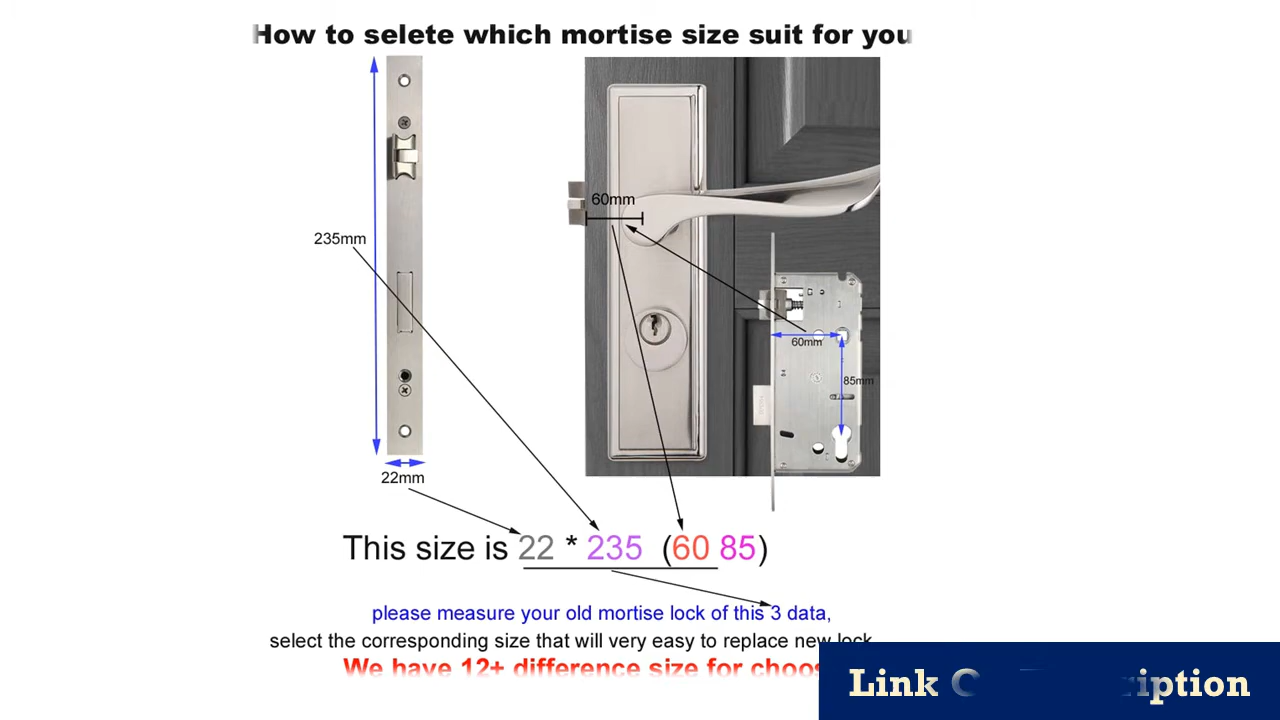 How to selete which mortise size suit for you
235mm
60mm
60mm
85mm
22mm
This size is 22 * 235 (60 85)
please measure your old mortise lock of this 3 data,
select the corresponding size that will very easy to replace new lock
We have 12+ difference size for
Link